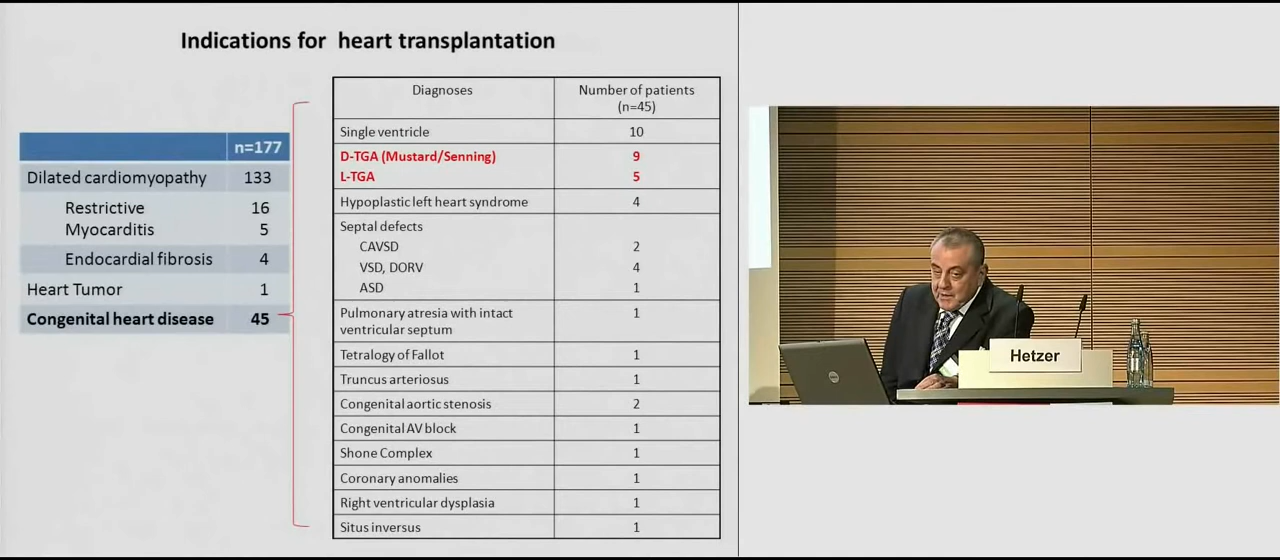 Indications for heart transplantation
n=177
Dilated cardiomyopathy 133
Restrictive 16
Myocarditis 5
Endocardial fibrosis 4
Heart Tumor 1
Congenital heart disease 45
Diagnoses Number of patients
(n=45)
Single ventricle 10
D-TGA (Mustard/Senning) 9
L-TGA 5
Hypoplastic left heart syndrome 4
Septal defects
CAVSD 2
VSD, DORV 4
ASD 1
Pulmonary atresia with intact 1
ventricular septum
Tetralogy of Fallot 1
Truncus arteriosus 1
Congenital aortic stenosis 2
Congenital AV block 1
Shone Complex 1
Coronary anomalies 1
Right ventricular dysplasia 1
Situs inversus 1
Hetzer